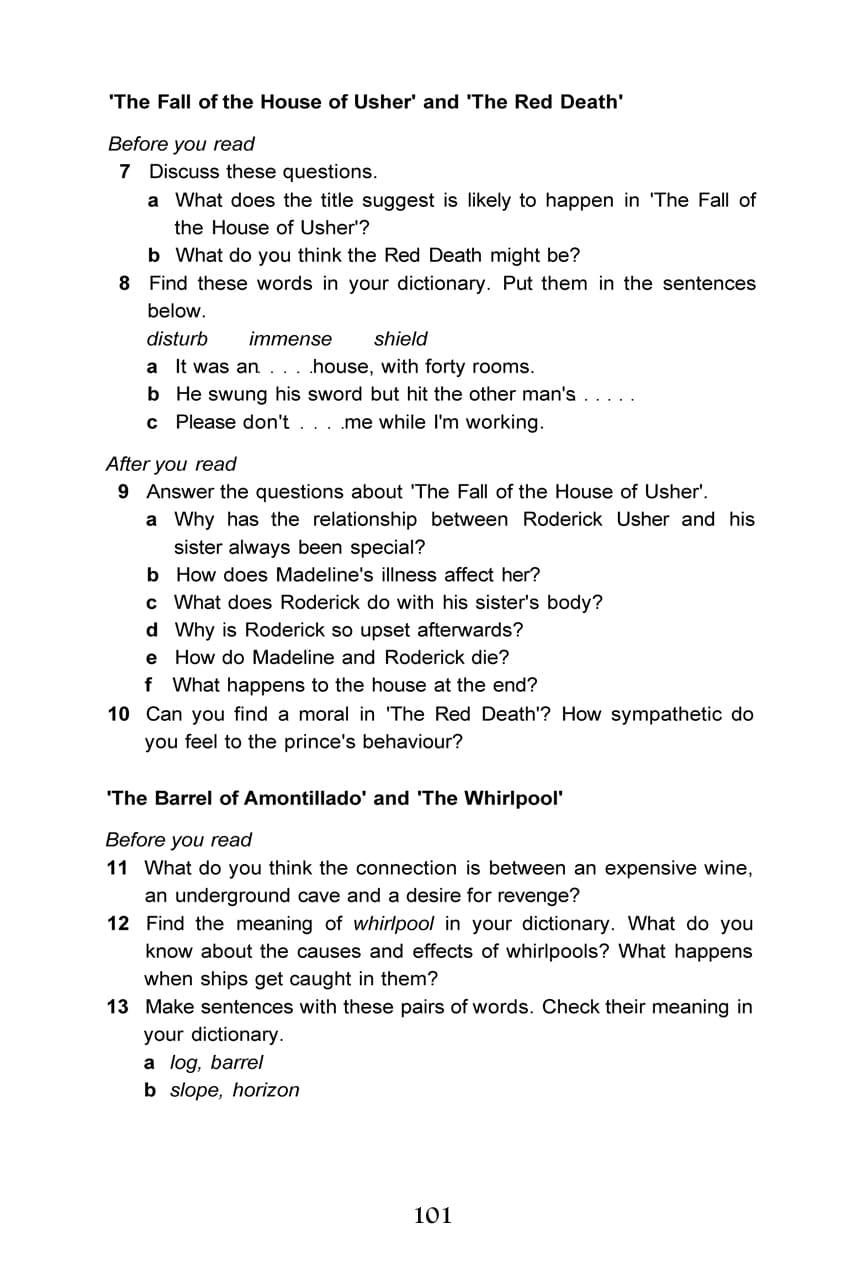 'The Fall of the House of Usher' and 'The Red Death'
Before you read
7 Discuss these questions.
a What does the title suggest is likely to happen in 'The Fall of
the House of Usher'?
b What do you think the Red Death might be?
8 Find these words in your dictionary. Put them in the sentences
below.
disturb immense shield
a It was an. . . . .house, with forty rooms.
b He swung his sword but hit the other man's . . . . .
c Please don't . . . .me while I'm working.
After you read
9 Answer the questions about 'The Fall of the House of Usher'.
a Why has the relationship between Roderick Usher and his
sister always been special?
b How does Madeline's illness affect her?
c What does Roderick do with his sister's body?
d Why is Roderick so upset afterwards?
e How do Madeline and Roderick die?
f What happens to the house at the end?
10 Can you find a moral in 'The Red Death'? How sympathetic do
you feel to the prince's behaviour?
'The Barrel of Amontillado' and 'The Whirlpool'
Before you read
11 What do you think the connection is between an expensive wine,
an underground cave and a desire for revenge?
12 Find the meaning of whirlpool in your dictionary. What do you
know about the causes and effects of whirlpools? What happens
when ships get caught in them?
13 Make sentences with these pairs of words. Check their meaning in
your dictionary.
a log, barrel
b slope, horizon
101